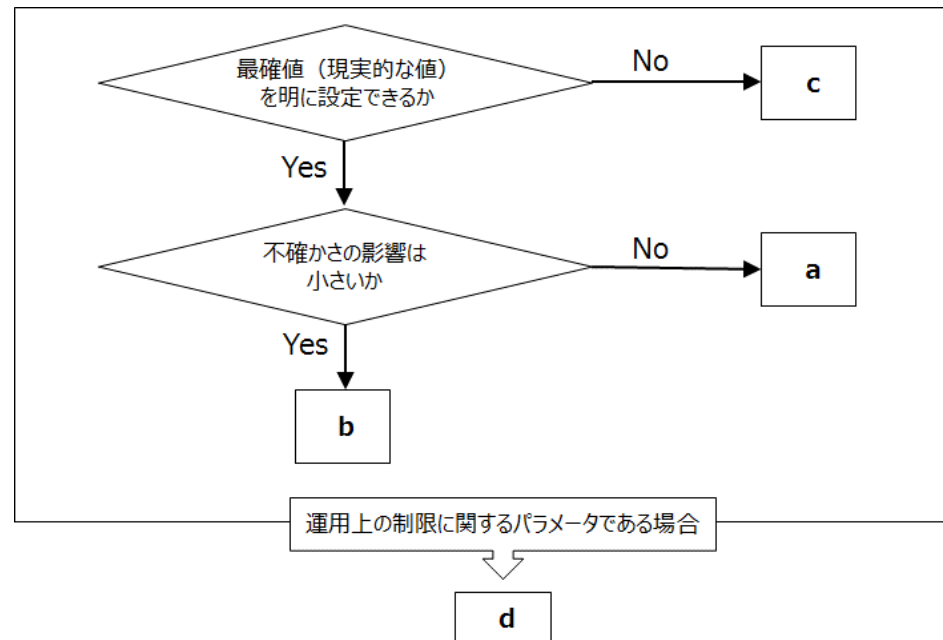 最確値（現実的な値）
を明に設定できるか
No
c
Yes
不確かさの影響は
小さいか
No
a
Yes
b
運用上の制限に関するパラメータである場合
d